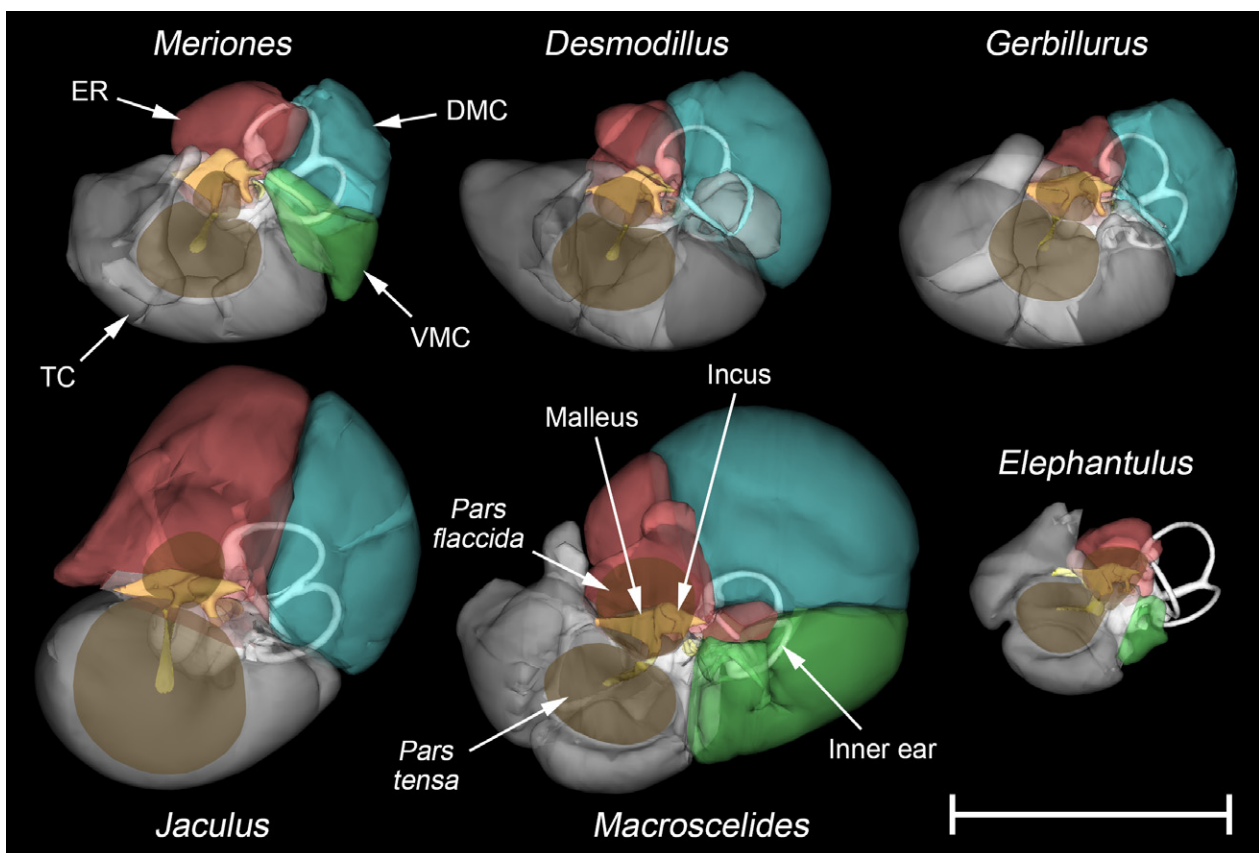 Meriones
Desmodillus
Gerbillurus
ER
DMC
VMC
TC
Incus
Malleus
Elephantulus
Pars
flaccida
Pars
tensa
Inner ear
Jaculus
Macroscelides